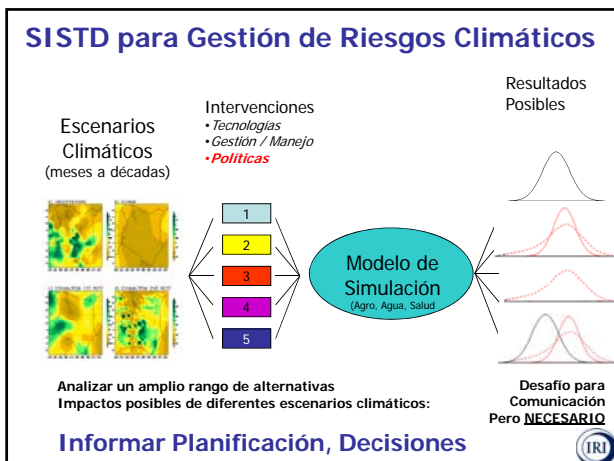 SISTD para Gestión de Riesgos Climáticos
Escenarios
Climáticos
(meses a décadas)
Intervenciones
•Tecnologías
•Gestión / Manejo
•Políticas
1
2
3
4
5
Modelo de
Simulación
(Agro, Agua, Salud
Resultados
Posibles
Analizar un amplio rango de alternativas
Impactos posibles de diferentes escenarios climáticos:
Desafío para
Comunicación
Pero NECESARIO
Informar Planificación, Decisiones
IRI